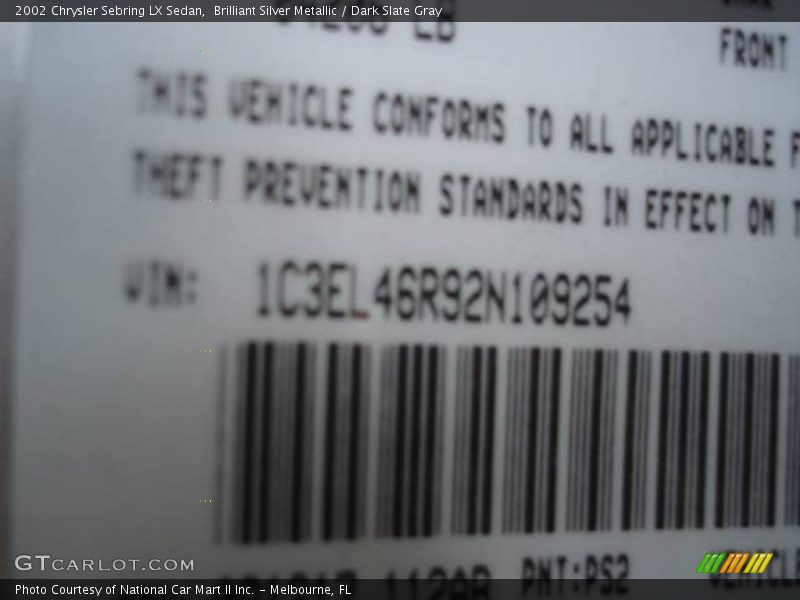 2002 Chrysler Sebring LX Sedan, Brilliant Silver Metallic / Dark Slate Gray
LB
FRONT
THIS VEHICLE CONFORMS TO ALL APPLICABLE F
THEFT PREVENTION STANDARDS IN EFFECT ON T
VIN: 1C3EL46R92N109254
PNT:PS2
VEHICLE
GTCARLOT.COM
Photo Courtesy of National Car Mart II Inc. - Melbourne, FL